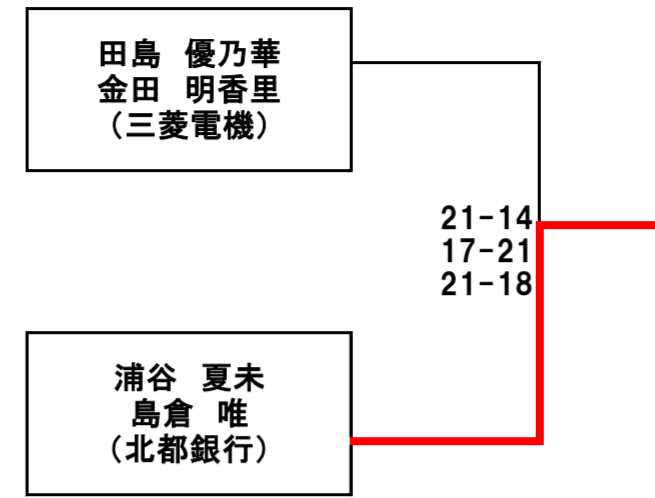 田島　優乃華
金田　明香里
（三菱電機）
21-14
17-21
21-18
浦谷　夏未
島倉　唯
（北都銀行）